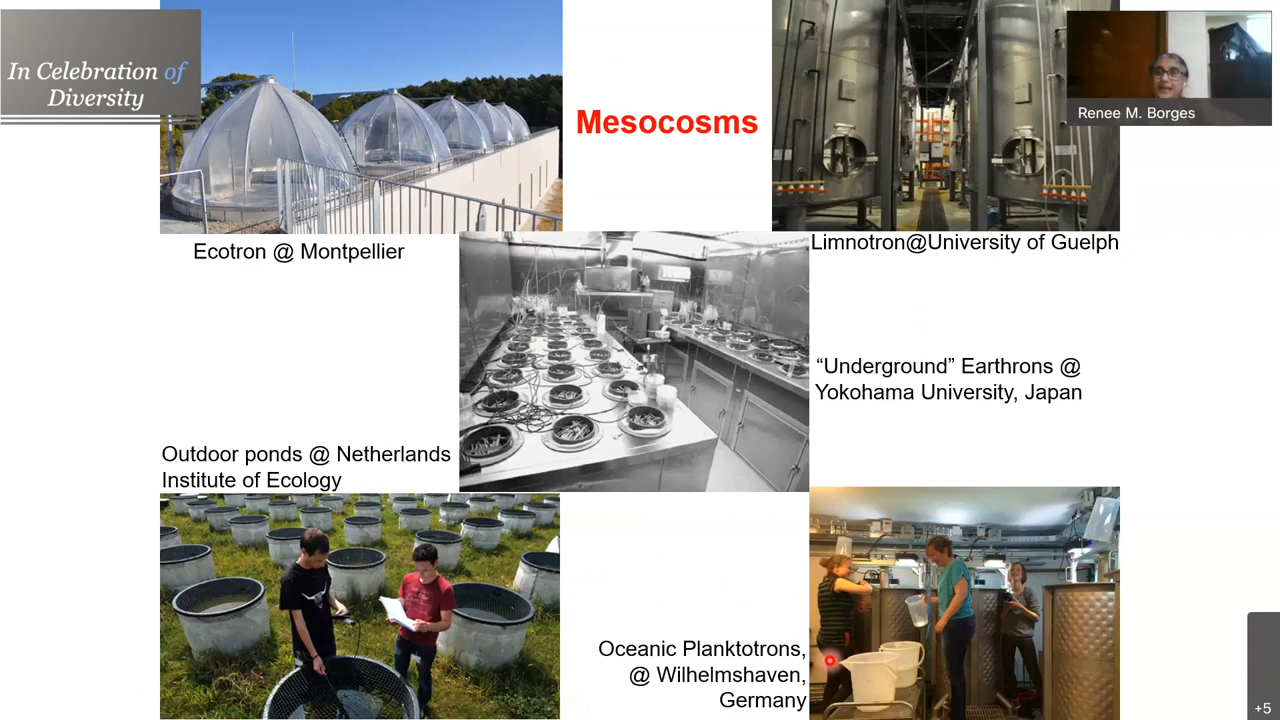 In Celebration of
Diversity
Mesocosms
Renee M. Borges
Ecotron @ Montpellier
Limnotron@University of Guelph
“Underground” Earthrons @
Yokohama University, Japan
Outdoor ponds @ Netherlands
Institute of Ecology
Oceanic Planktotrons,
@ Wilhelmshaven,
Germany
+5